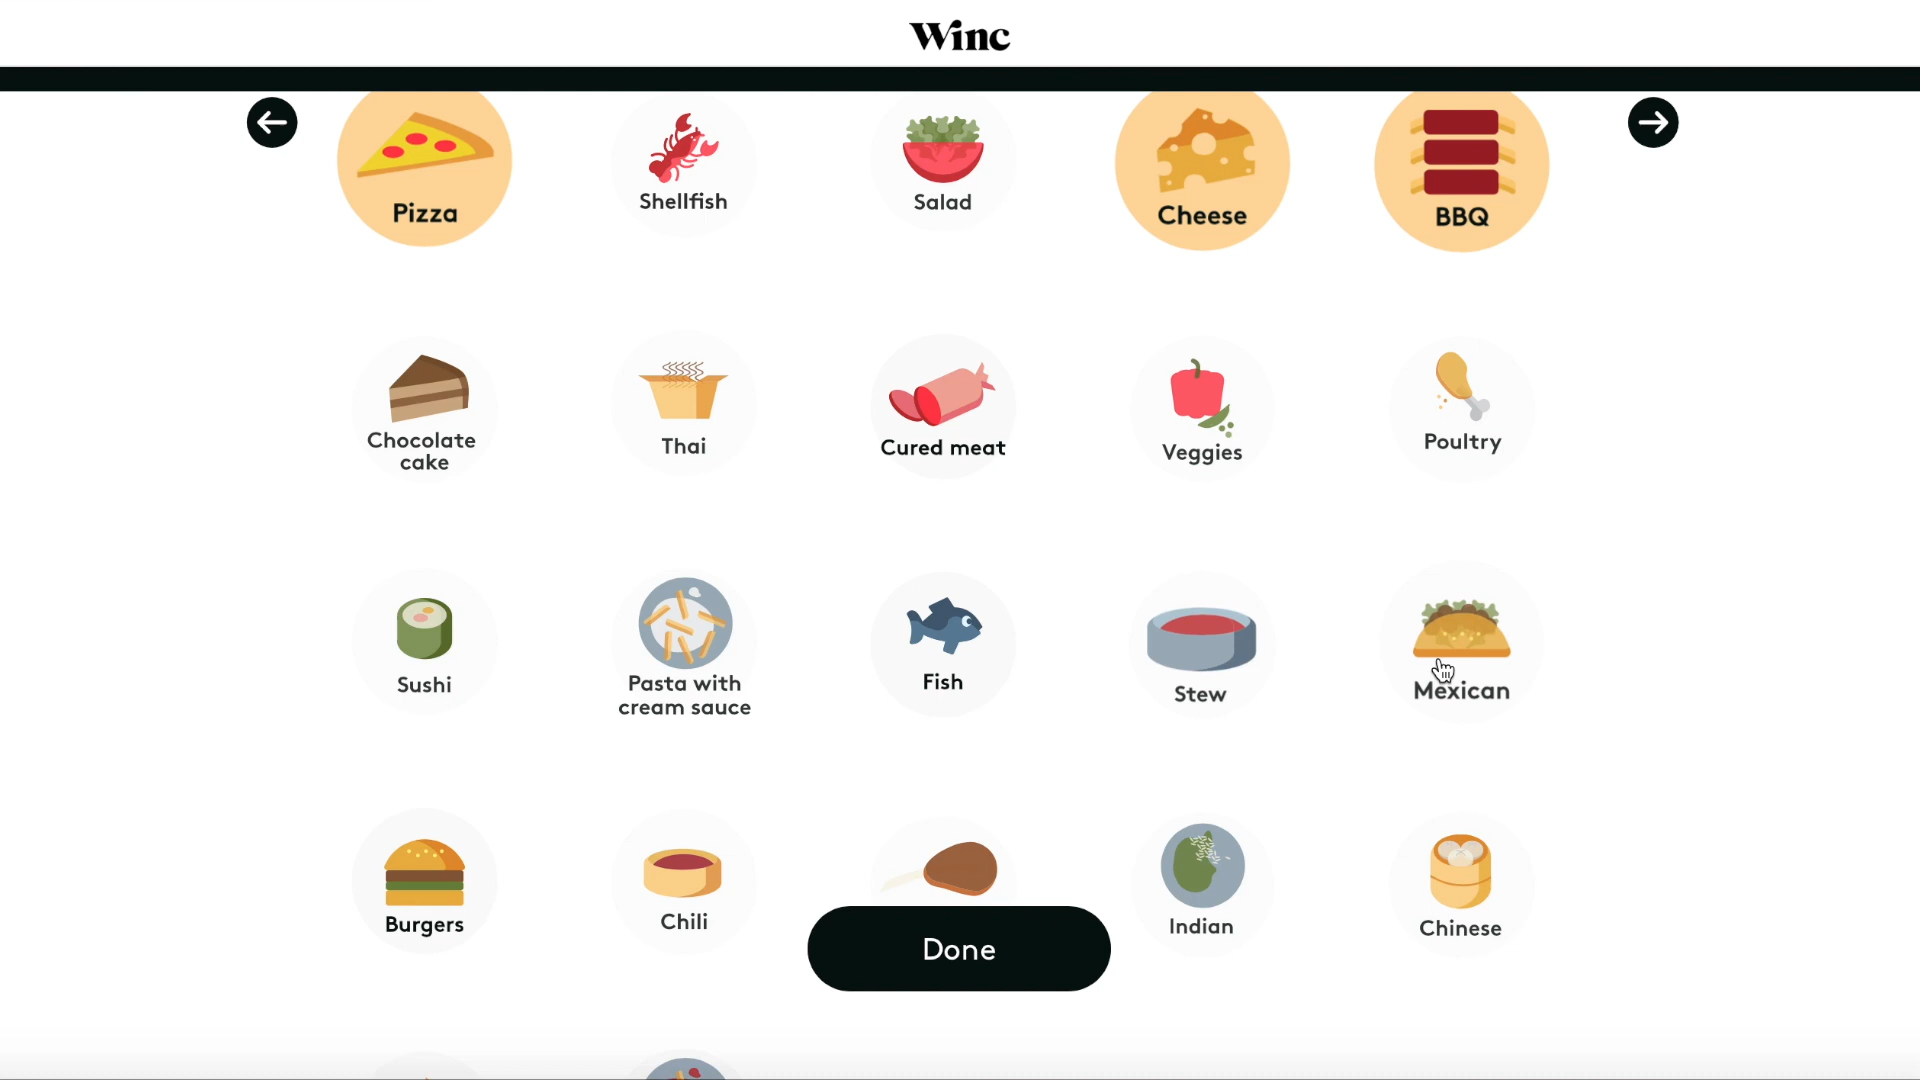 Winc
Pizza
Shellfish
Salad
Cheese
BBQ
Chocolate
cake
Thai
Cured meat
Veggies
Poultry
Sushi
Pasta with
cream sauce
Fish
Stew
Mexican
Burgers
Chili
Indian
Chinese
Done